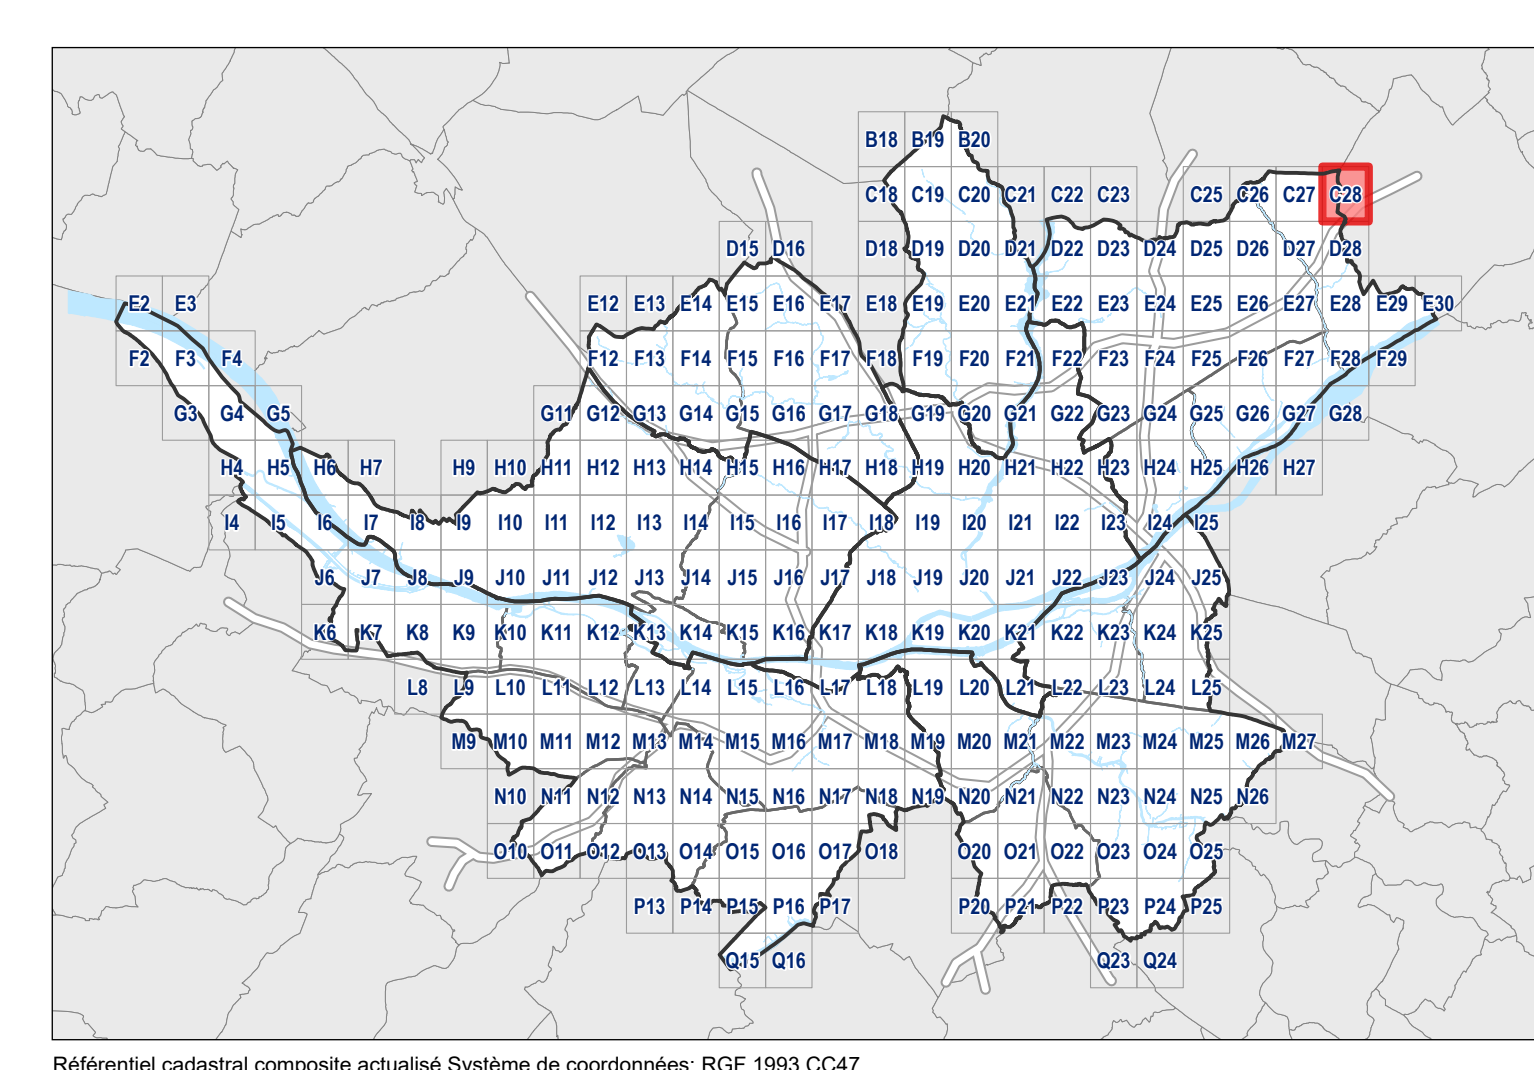 B18 B19 B20
C18 C19 C20 C21 C22 C23 C25 C26 C27 C28
D15 D16 D18 D19 D20 D21 D22 D23 D24 D25 D26 D27 D28
E2 E3 E12 E13 E14 E15 E16 E17 E18 E19 E20 E21 E22 E23 E24 E25 E26 E27 E28 E29 E30
F2 F3 F4 F12 F13 F14 F15 F16 F17 F18 F19 F20 F21 F22 F23 F24 F25 F26 F27 F28 F29
G3 G4 G5 G11 G12 G13 G14 G15 G16 G17 G18 G19 G20 G21 G22 G23 G24 G25 G26 G27 G28
H4 H5 H6 H7 H9 H10 H11 H12 H13 H14 H15 H16 H17 H18 H19 H20 H21 H22 H23 H24 H25 H26 H27
I4 I5 I6 I7 I8 I9 I10 I11 I12 I13 I14 I15 I16 I17 I18 I19 I20 I21 I22 I23 I24 I25
J6 J7 J8 J9 J10 J11 J12 J13 J14 J15 J16 J17 J18 J19 J20 J21 J22 J23 J24 J25
K6 K7 K8 K9 K10 K11 K12 K13 K14 K15 K16 K17 K18 K19 K20 K21 K22 K23 K24 K25
L8 L9 L10 L11 L12 L13 L14 L15 L16 L17 L18 L19 L20 L21 L22 L23 L24 L25
M9 M10 M11 M12 M13 M14 M15 M16 M17 M18 M19 M20 M21 M22 M23 M24 M25 M26 M27
N10 N11 N12 N13 N14 N15 N16 N17 N18 N19 N20 N21 N22 N23 N24 N25 N26
O10 O11 O12 O13 O14 O15 O16 O17 O18 O20 O21 O22 O23 O24 O25
P13 P14 P15 P16 P17 P20 P21 P22 P23 P24 P25
Q15 Q16 Q23 Q24
Référentiel cadastral composite actualisé Système de coordonnées: RGF 1993 CC47